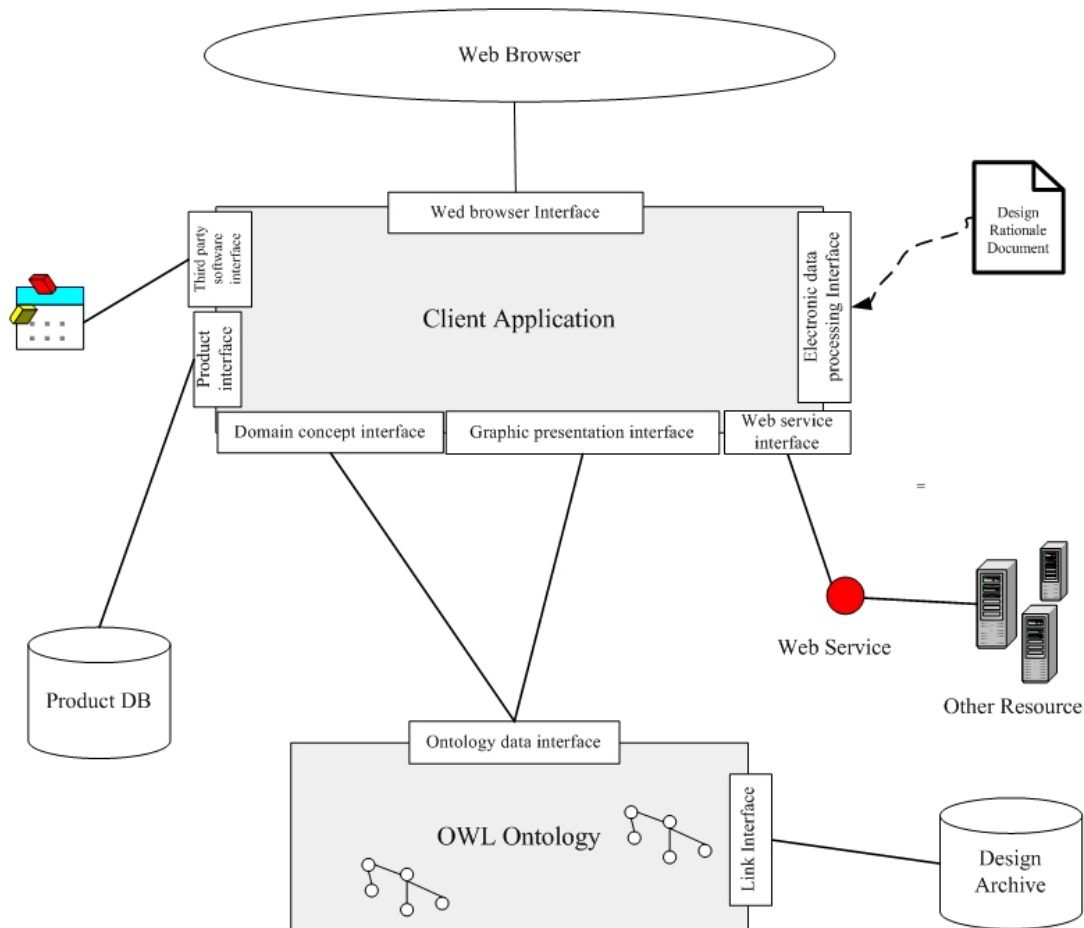 Web Browser
Wed browser Interface
Third party
software
interface
Product
interface
Client Application
Electronic data
processing Interface
Design
Rationale
Document
Domain concept interface
Graphic presentation interface
Web service
interface
=
Web Service
Other Resource
Product DB
Ontology data interface
OWL Ontology
Link Interface
Design
Archive